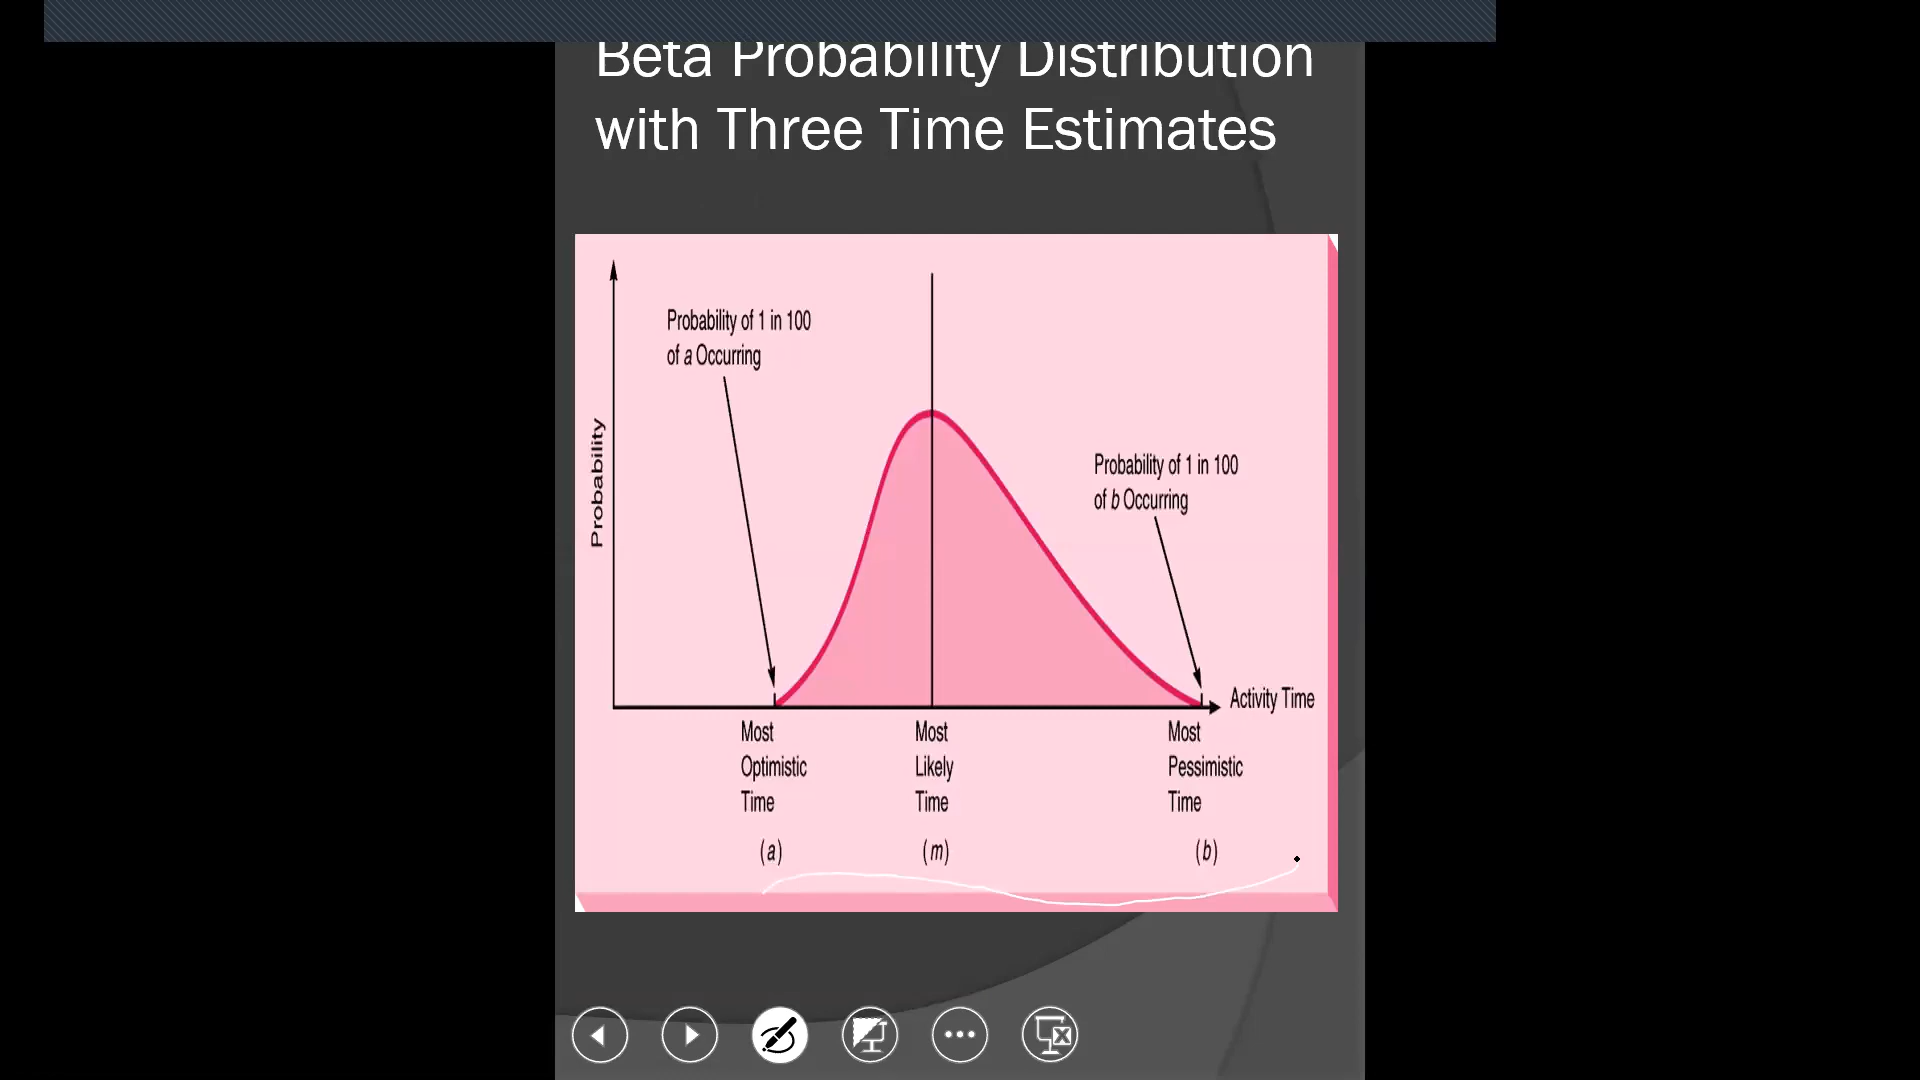 Beta Probability Distribution
with Three Time Estimates
Probability of 1 in 100
of a Occurring
Probability
Probability of 1 in 100
of b Occurring
Activity Time
Most
Optimistic
Time
(a)
Most
Likely
Time
(m)
Most
Pessimistic
Time
(b)